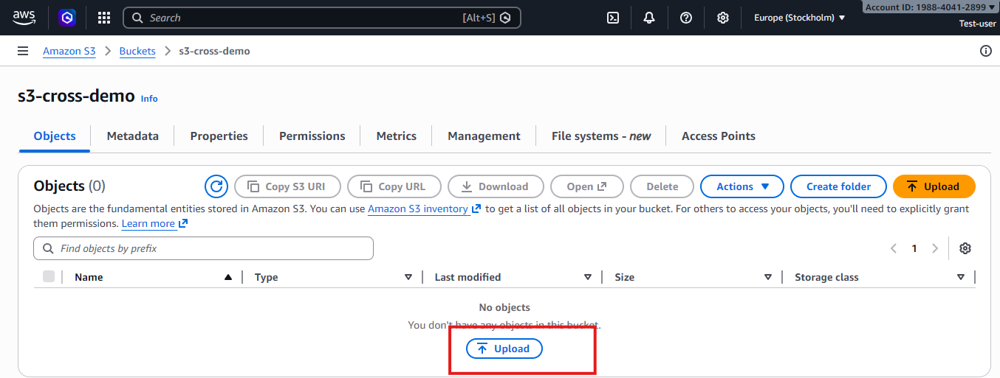 aws Search [Alt+S] Europe (Stockholm) Account ID: 1988-4041-2899
Test-user
Amazon S3 Buckets s3-cross-demo
s3-cross-demo Info
Objects Metadata Properties Permissions Metrics Management File systems - new Access Points
Objects (0) Copy S3 URI Copy URL Download Open Delete Actions Create folder Upload
Objects are the fundamental entities stored in Amazon S3. You can use Amazon S3 inventory to get a list of all objects in your bucket. For others to access your objects, you'll need to explicitly grant
them permissions. Learn more
Find objects by prefix 1
Name Type Last modified Size Storage class
No objects
You don't have any objects in this bucket.
Upload